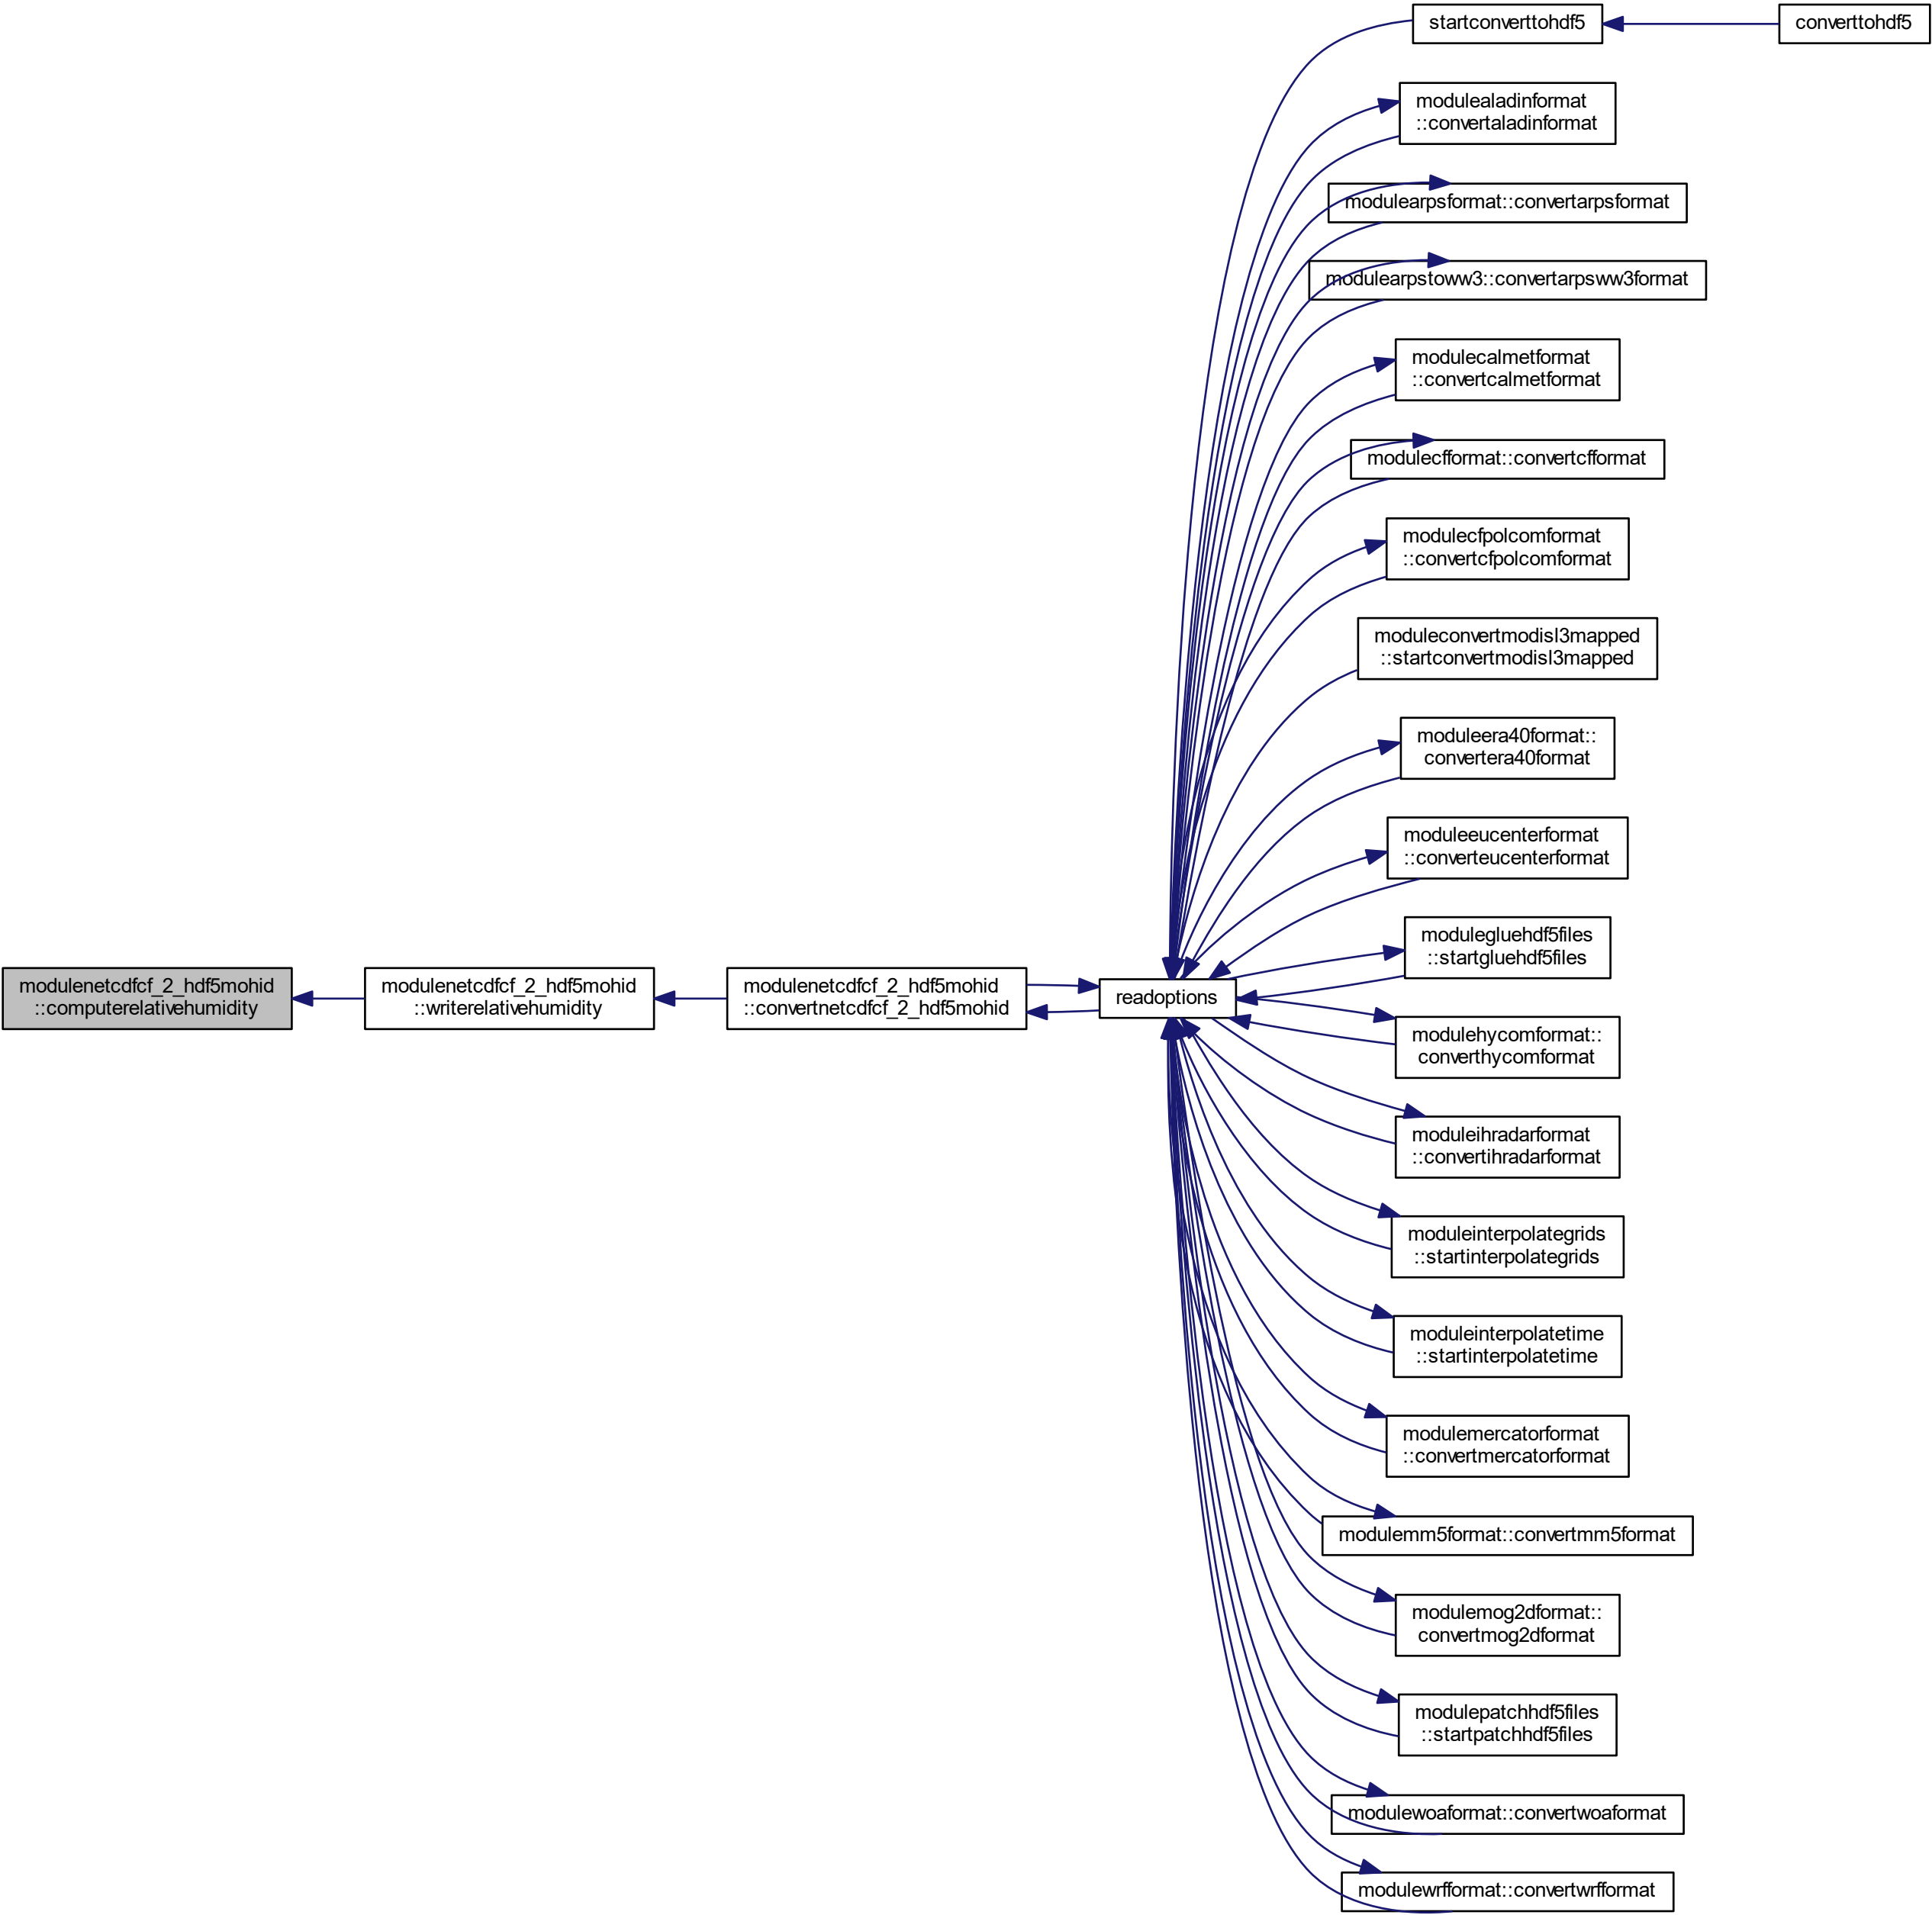 startconverttohdf5
converttohdf5
modulealadinformat
::convertaladinformat
modulearpsformat::convertarpsformat
modulearpstoww3::convertarpsww3format
modulecalmetformat
::convertcalmetformat
modulecfformat::convertcfformat
modulecfpolcomformat
::convertcfpolcomformat
moduleconvertmodisl3mapped
::startconvertmodisl3mapped
moduleera40format::
convertera40format
moduleeucenterformat
::converteucenterformat
modulegluehdf5files
::startgluehdf5files
modulenetcdfcf_2_hdf5mohid
::computerelativehumidity
modulenetcdfcf_2_hdf5mohid
::writerelativehumidity
modulenetcdfcf_2_hdf5mohid
::convertnetcdfcf_2_hdf5mohid
readoptions
modulehycomformat::
converthycomformat
moduleihradarformat
::convertihradarformat
moduleinterpolategrids
::startinterpolategrids
moduleinterpolatetime
::startinterpolatetime
modulemercatorformat
::convertmercatorformat
modulemm5format::convertmm5format
modulemog2dformat::
convertmog2dformat
modulepatchhdf5files
::startpatchhdf5files
modulewoaformat::convertwoaformat
modulewrfformat::convertwrfformat